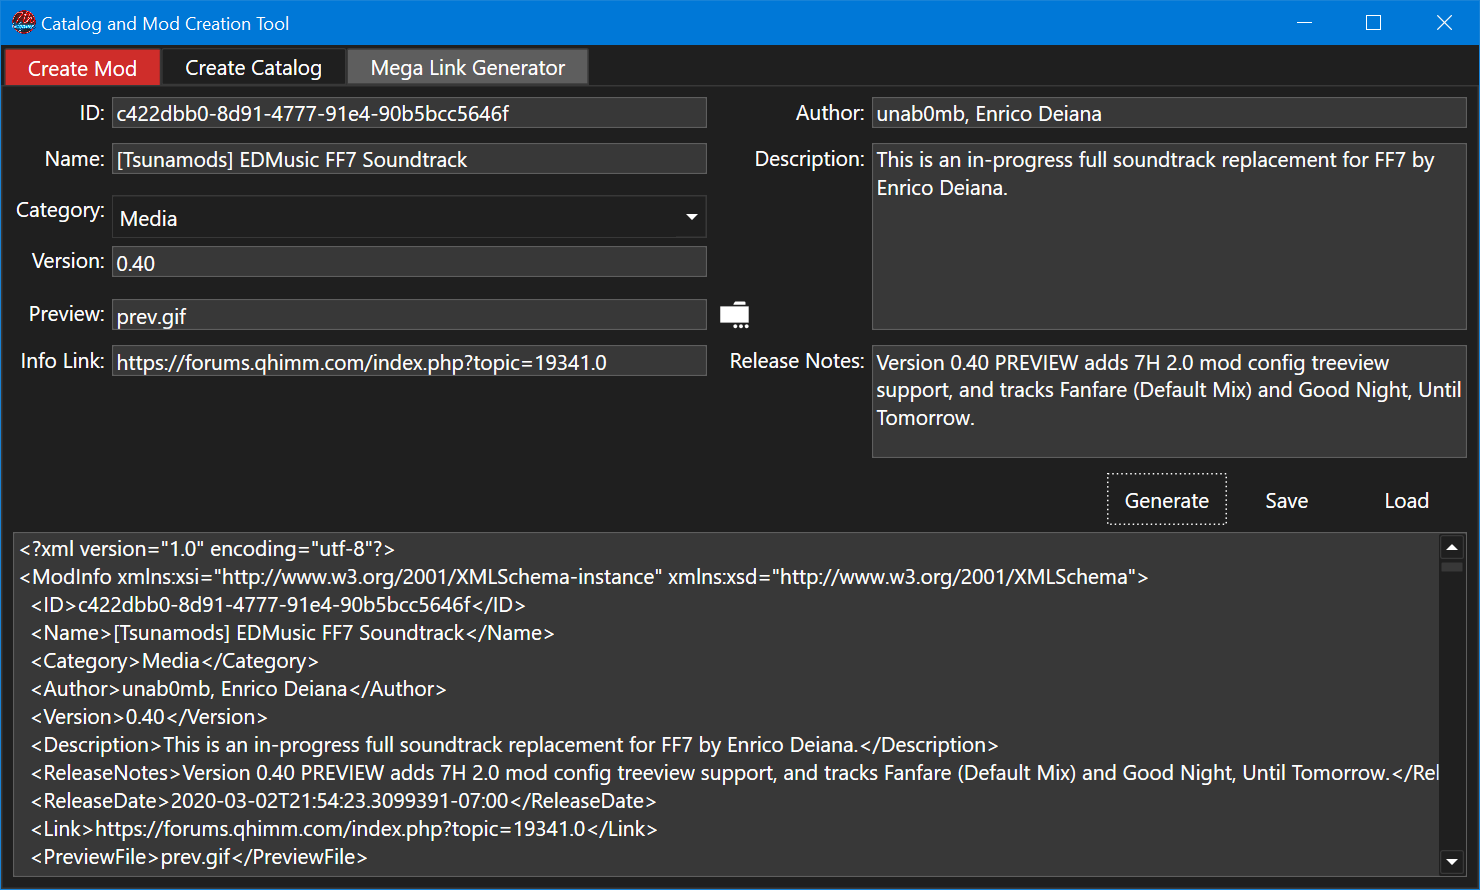 Catalog and Mod Creation Tool
Create Mod
Create Catalog
Mega Link Generator
ID:
c422dbb0-8d91-4777-91e4-90b5bcc5646f
Name:
[Tsunamods] EDMusic FF7 Soundtrack
Category:
Media
Version:
0.40
Preview:
prev.gif
Info Link:
https://forums.qhimm.com/index.php?topic=19341.0
Author:
unab0mb, Enrico Deiana
Description:
This is an in-progress full soundtrack replacement for FF7 by
Enrico Deiana.
Release Notes:
Version 0.40 PREVIEW adds 7H 2.0 mod config treeview
support, and tracks Fanfare (Default Mix) and Good Night, Until
Tomorrow.
Generate
Save
Load
<?xml version="1.0" encoding="utf-8"?>
<ModInfo xmlns:xsi="http://www.w3.org/2001/XMLSchema-instance" xmlns:xsd="http://www.w3.org/2001/XMLSchema">
<ID>c422dbb0-8d91-4777-91e4-90b5bcc5646f</ID>
<Name>[Tsunamods] EDMusic FF7 Soundtrack</Name>
<Category>Media</Category>
<Author>unab0mb, Enrico Deiana</Author>
<Version>0.40</Version>
<Description>This is an in-progress full soundtrack replacement for FF7 by Enrico Deiana.</Description>
<ReleaseNotes>Version 0.40 PREVIEW adds 7H 2.0 mod config treeview support, and tracks Fanfare (Default Mix) and Good Night, Until Tomorrow.</Rel
<ReleaseDate>2020-03-02T21:54:23.3099391-07:00</ReleaseDate>
<Link>https://forums.qhimm.com/index.php?topic=19341.0</Link>
<PreviewFile>prev.gif</PreviewFile>